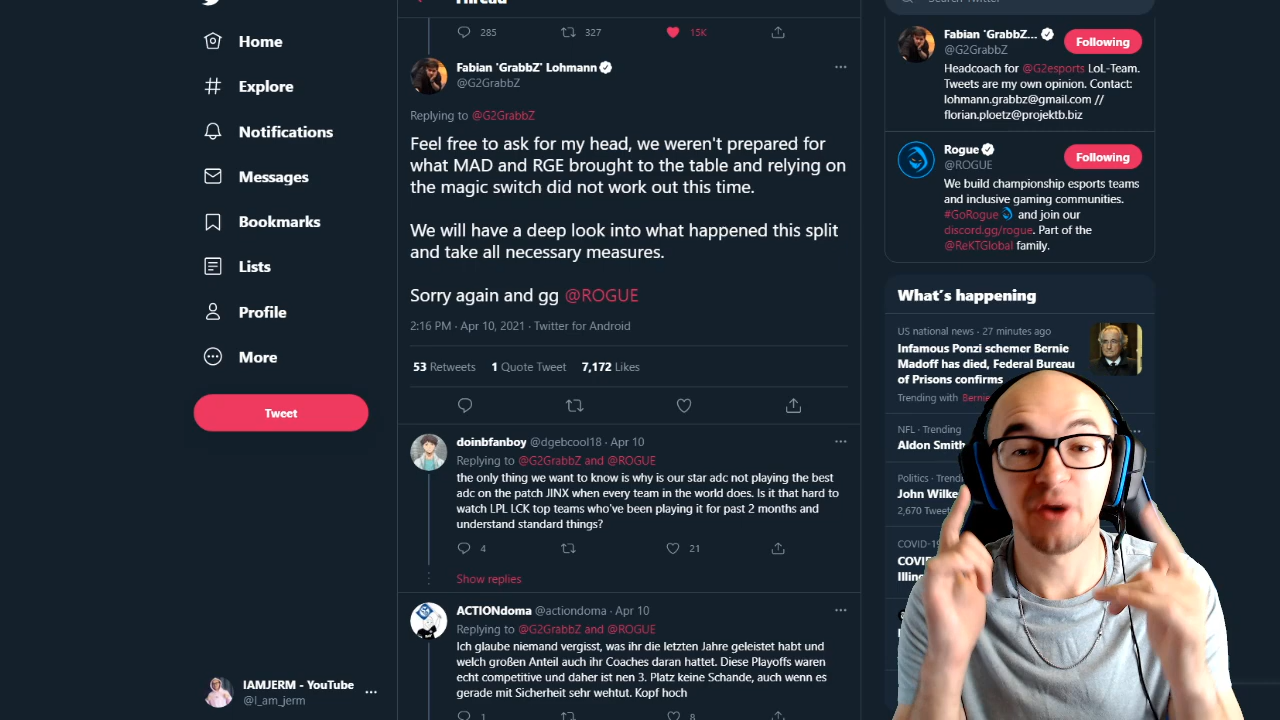 Thread
Search Twitter
Home
Explore
Notifications
Messages
Bookmarks
Lists
Profile
More
Tweet
IAMJERM - YouTube
@i_am_jerm
285
327
15K
Fabian 'GrabbZ' Lohmann
@G2GrabbZ
Replying to @G2GrabbZ
Feel free to ask for my head, we weren't prepared for
what MAD and RGE brought to the table and relying on
the magic switch did not work out this time.
We will have a deep look into what happened this split
and take all necessary measures.
Sorry again and gg @ROGUE
2:16 PM · Apr 10, 2021 · Twitter for Android
53 Retweets 1 Quote Tweet 7,172 Likes
doinbfanboy @dgebcool18 · Apr 10
Replying to @G2GrabbZ and @ROGUE
the only thing we want to know is why is our star adc not playing the best
adc on the patch JINX when every team in the world does. Is it that hard to
watch LPL LCK top teams who've been playing it for past 2 months and
understand standard things?
4
21
Show replies
ACTIONdoma @actiondoma · Apr 10
Replying to @G2GrabbZ and @ROGUE
Ich glaube niemand vergisst, was ihr die letzten Jahre geleistet habt und
welch großen Anteil auch ihr Coaches daran hattet. Diese Playoffs waren
echt competitive und daher ist nen 3. Platz keine Schande, auch wenn es
gerade mit Sicherheit sehr wehtut. Kopf hoch
1
8
Fabian 'GrabbZ...
@G2GrabbZ
Following
Headcoach for @G2esports LoL-Team.
Tweets are my own opinion. Contact:
lohmann.grabbz@gmail.com //
florian.ploetz@projektb.biz
Rogue
@ROGUE
Following
We build championship esports teams
and inclusive gaming communities.
#GoRogue and join our
discord.gg/rogue. Part of the
@ReKTGlobal family.
What's happening
US national news · 27 minutes ago
Infamous Ponzi schemer Bernie
Madoff has died, Federal Bureau
of Prisons confirms
Trending with Bernie
NFL · Trending
Aldon Smith
Politics · Trend
John Wilke
2,670 Tweet
COVID-19